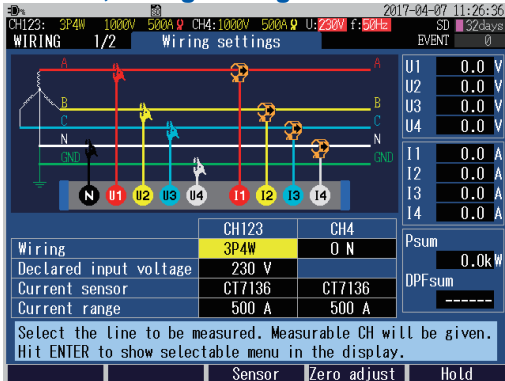 2017-04-07 11:26:36
CH123: 3P4W 1000V 500A CH4:1000V 500A U:230V f:50Hz SD 32days
WIRING 1/2 Wiring settings EVENT 0
A A
B B
C C
N N
GND GND
N U1 U2 U3 U4 I1 I2 I3 I4
U1 0.0 V
U2 0.0 V
U3 0.0 V
U4 0.0 V
I1 0.0 A
I2 0.0 A
I3 0.0 A
I4 0.0 A
Psum
0.0kW
DPFsum
------
CH123 CH4
Wiring 3P4W ON
Declared input voltage 230 V
Current sensor CT7136 CT7136
Current range 500 A 500 A
Select the line to be measured. Measurable CH will be given.
Hit ENTER to show selectable menu in the display.
Sensor Zero adjust Hold